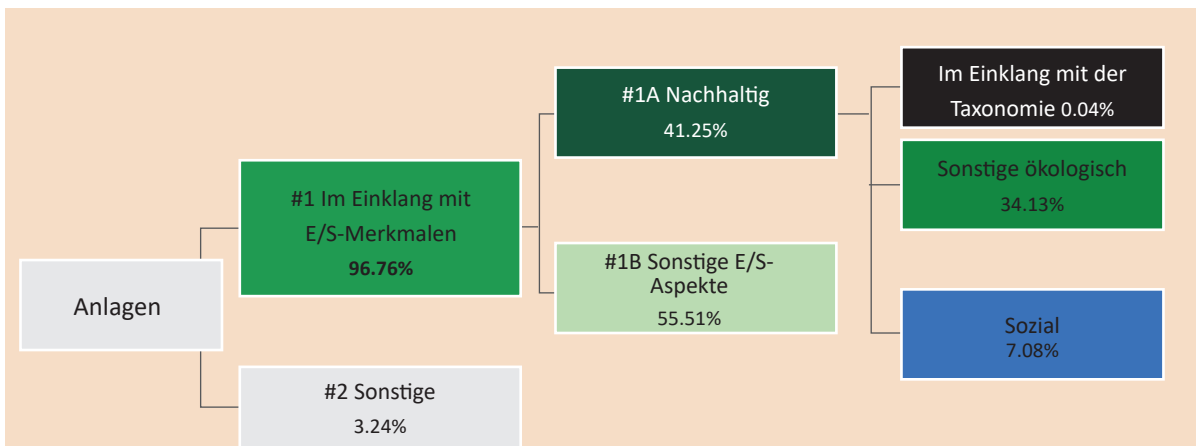 Anlagen
#1 Im Einklang mit
E/S-Merkmalen
96.76%
#2 Sonstige
3.24%
#1A Nachhaltig
41.25%
#1B Sonstige E/S-
Aspekte
55.51%
Im Einklang mit der
Taxonomie 0.04%
Sonstige ökologisch
34.13%
Sozial
7.08%